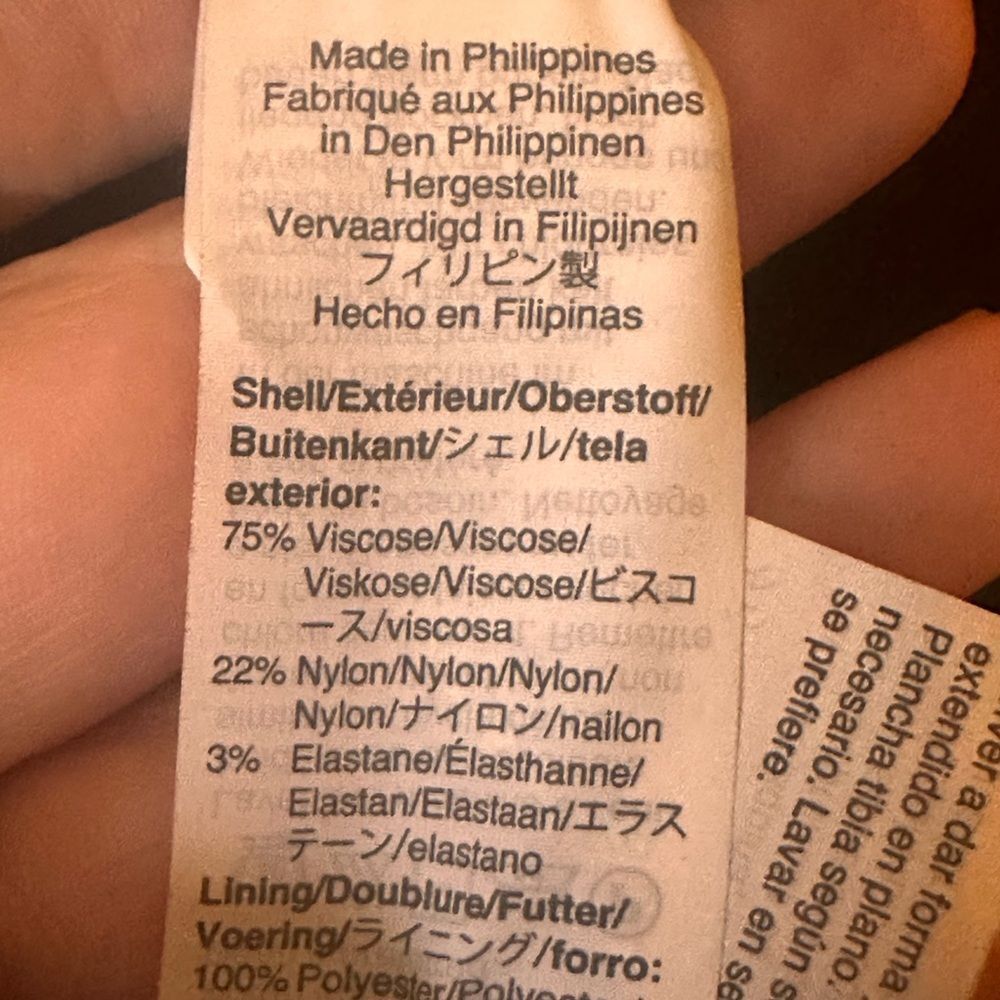 Made in Philippines
Fabriqué aux Philippines
in Den Philippinen
Hergestellt
Vervaardigd in Filipijnen
フィリピン製
Hecho en Filipinas
Shell/Extérieur/Oberstoff/
Buitenkant/シェル/tela
exterior:
75% Viscose/Viscose/
Viskose/Viscose/ビスコ
ース/viscosa
22% Nylon/Nylon/Nylon/
Nylon/ナイロン/nailon
3% Elastane/Élasthanne/
Elastan/Elastaan/エラス
テーン/elastano
Lining/Doublure/Futter/
Voering/ライニング/forro:
100% Polyester/
a dar forma
extendido en plano.
Plancha tibia según
necesario. Lavar en
se prefiere.